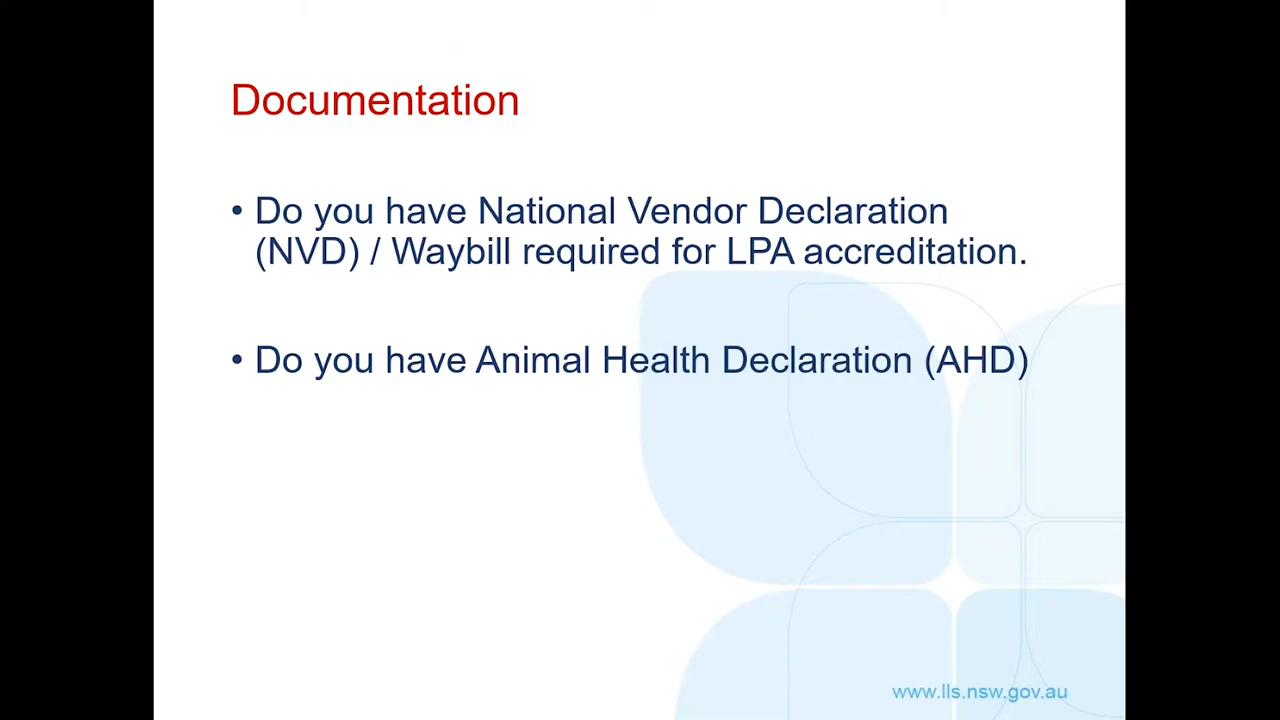 Documentation
• Do you have National Vendor Declaration
(NVD) / Waybill required for LPA accreditation.
• Do you have Animal Health Declaration (AHD)
www.lls.nsw.gov.au